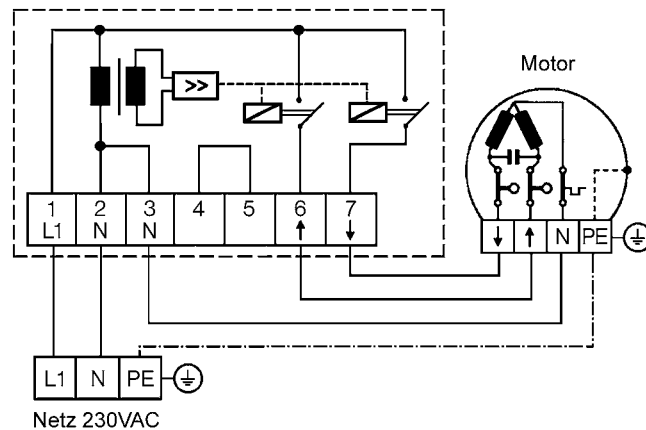 Motor
>>
1 2 3 4 5 6 7
L1 N N ↑ ↓
↓ ↑ N PE
L1 N PE
Netz 230VAC